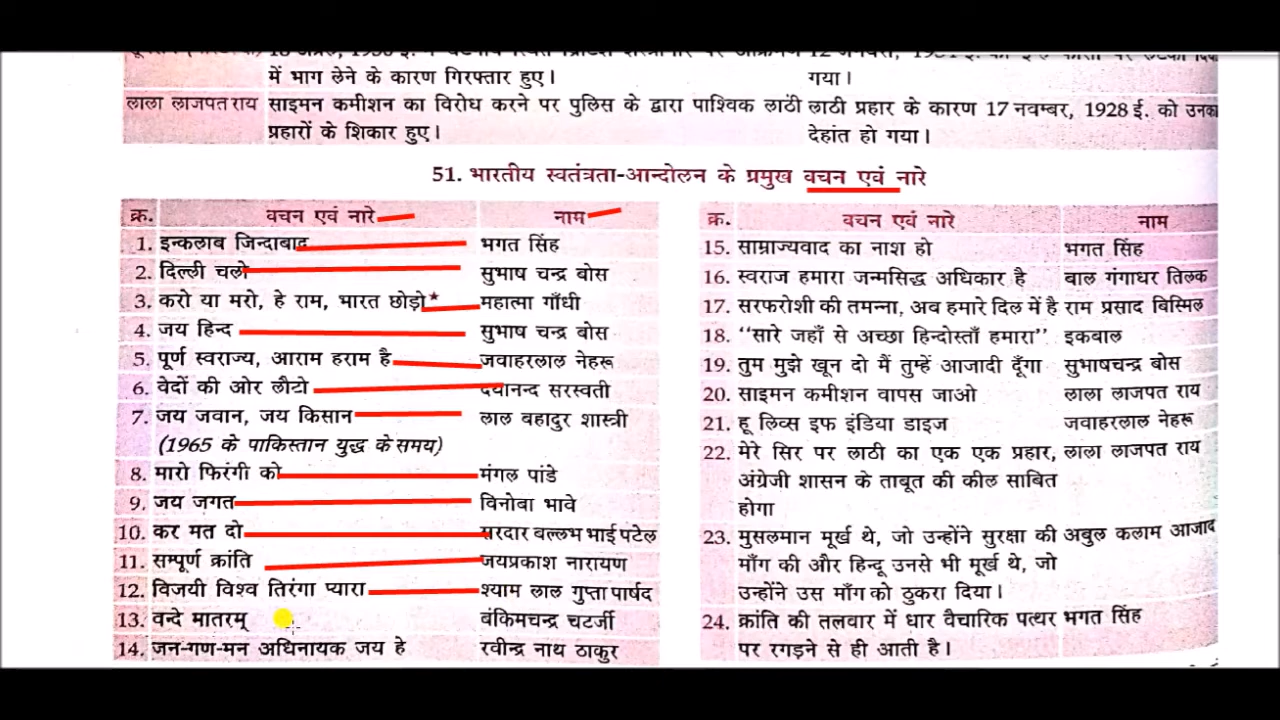 में भाग लेने के कारण गिरफ्तार हुए। गया।
लाला लाजपत राय साइमन कमीशन का विरोध करने पर पुलिस के द्वारा पाश्विक लाठी लाठी प्रहार के कारण 17 नवम्बर, 1928 ई. को उनका
प्रहारों के शिकार हुए। देहांत हो गया।
51. भारतीय स्वतंत्रता-आन्दोलन के प्रमुख वचन एवं नारे
क्र. वचन एवं नारे नाम
1. इन्कलाब जिन्दाबाद भगत सिंह
2. दिल्ली चलो सुभाष चन्द्र बोस
3. करो या मरो, हे राम, भारत छोड़ो* महात्मा गाँधी
4. जय हिन्द सुभाष चन्द्र बोस
5. पूर्ण स्वराज्य, आराम हराम है जवाहरलाल नेहरू
6. वेदों की ओर लौटो दयानन्द सरस्वती
7. जय जवान, जय किसान लाल बहादुर शास्त्री
(1965 के पाकिस्तान युद्ध के समय)
8. मारो फिरंगी को मंगल पांडे
9. जय जगत विनोबा भावे
10. कर मत दो सरदार बल्लभ भाई पटेल
11. सम्पूर्ण क्रांति जयप्रकाश नारायण
12. विजयी विश्व तिरंगा प्यारा श्याम लाल गुप्ता पार्षद
13. वन्दे मातरम् बंकिमचन्द्र चटर्जी
14. जन-गण-मन अधिनायक जय हे रवीन्द्र नाथ ठाकुर
क्र. वचन एवं नारे नाम
15. साम्राज्यवाद का नाश हो भगत सिंह
16. स्वराज हमारा जन्मसिद्ध अधिकार है बाल गंगाधर तिलक
17. सरफरोशी की तमन्ना, अब हमारे दिल में है राम प्रसाद बिस्मिल
18. "सारे जहाँ से अच्छा हिन्दोस्ताँ हमारा" इकबाल
19. तुम मुझे खून दो मैं तुम्हें आजादी दूँगा सुभाषचन्द्र बोस
20. साइमन कमीशन वापस जाओ लाला लाजपत राय
21. हू लिव्स इफ इंडिया डाइज जवाहरलाल नेहरू
22. मेरे सिर पर लाठी का एक एक प्रहार, लाला लाजपत राय
अंग्रेजी शासन के ताबूत की कील साबित
होगा
23. मुसलमान मूर्ख थे, जो उन्होंने सुरक्षा की अबुल कलाम आजाद
माँग की और हिन्दू उनसे भी मूर्ख थे, जो
उन्होंने उस माँग को ठुकरा दिया।
24. क्रांति की तलवार में धार वैचारिक पत्थर भगत सिंह
पर रगड़ने से ही आती है।